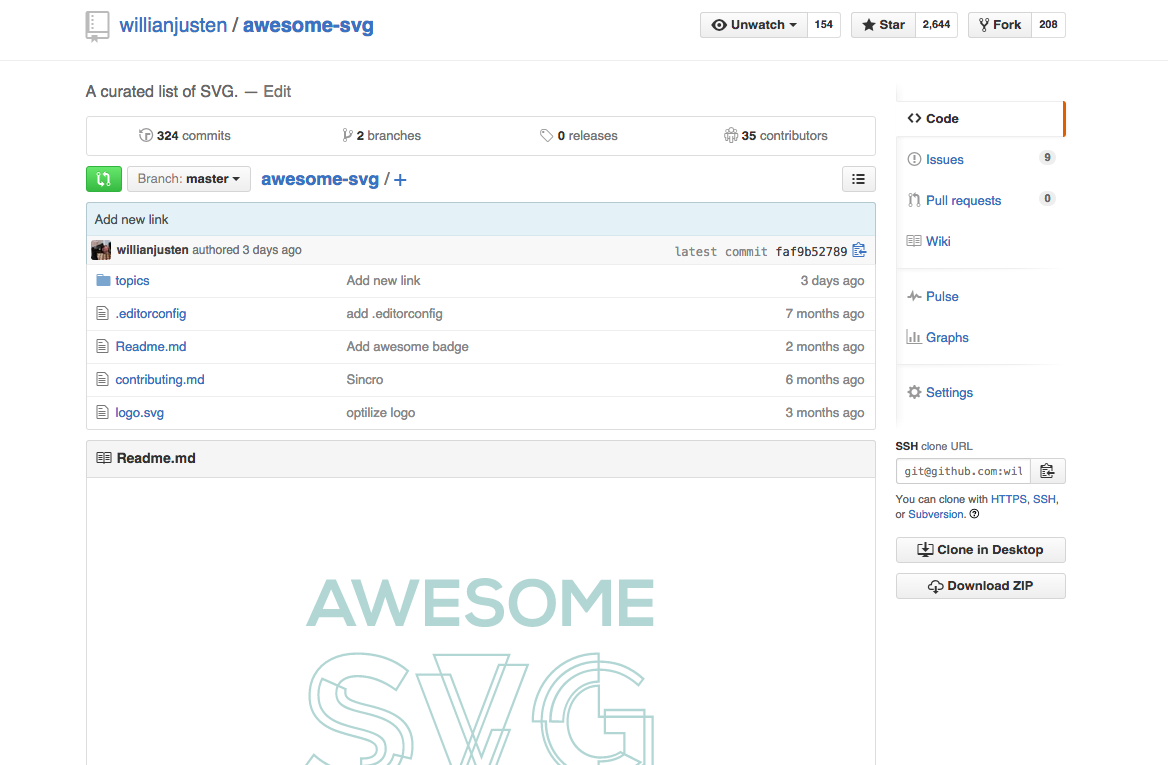 willianjusten / awesome-svg
Unwatch 154 Star 2,644 Fork 208
A curated list of SVG. — Edit
324 commits 2 branches 0 releases 35 contributors
Branch: master awesome-svg / +
Add new link
willianjusten authored 3 days ago latest commit faf9b52789
topics Add new link 3 days ago
.editorconfig add .editorconfig 7 months ago
Readme.md Add awesome badge 2 months ago
contributing.md Sincro 6 months ago
logo.svg optilize logo 3 months ago
Readme.md
AWESOME
SVG
Code
Issues 9
Pull requests 0
Wiki
Pulse
Graphs
Settings
SSH clone URL
git@github.com:wil
You can clone with HTTPS, SSH,
or Subversion.
Clone in Desktop
Download ZIP